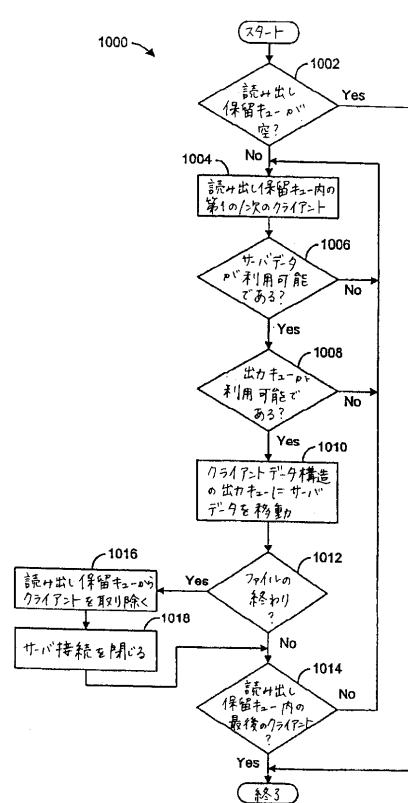 スタート
1000
1002
読み出し
保留キューが
空?
Yes
No
1004
読み出し保留キュー内の
第1の/次のクライアント
1006
サーバデータ
が利用可能
である?
No
Yes
1008
出力キューが
利用可能で
ある?
No
Yes
1010
クライアントデータ構造
の出力キューにサーバ
データを移動
1012
ファイルの
終わり
?
Yes
No
1016
読み出し保留キューから
クライアントを取り除く
1018
サーバ接続を閉じる
1014
読み出し
保留キュー内の
最後のクライアント
?
No
Yes
終了